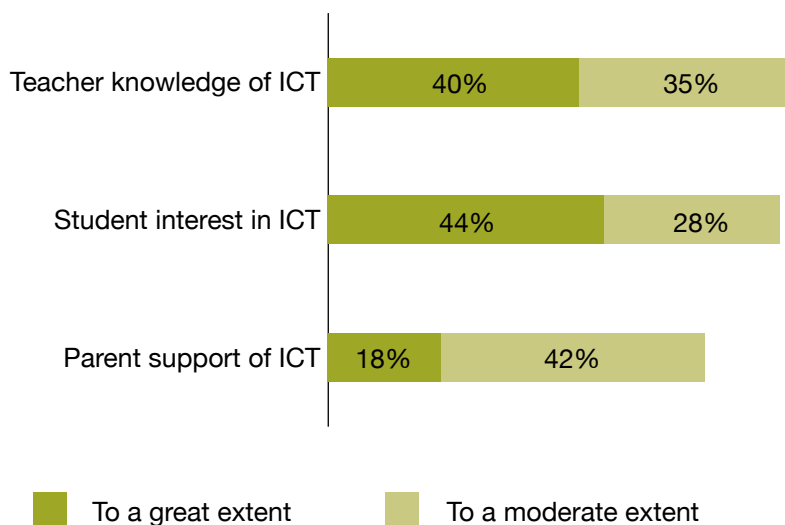 Teacher knowledge of ICT 40% 35%
Student interest in ICT 44% 28%
Parent support of ICT 18% 42%
To a great extent To a moderate extent